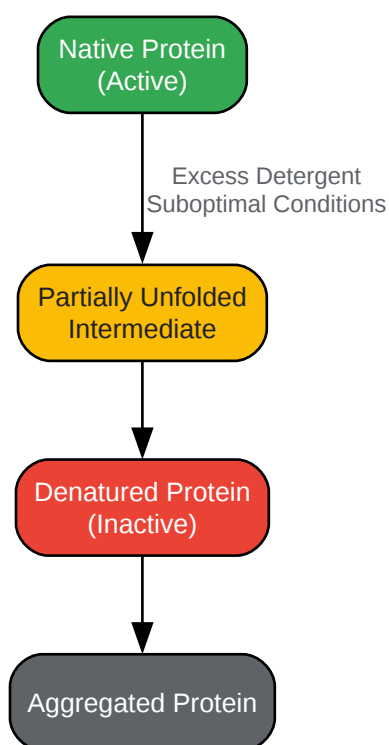 Native Protein
(Active)
Excess Detergent
Suboptimal Conditions
Partially Unfolded
Intermediate
Denatured Protein
(Inactive)
Aggregated Protein